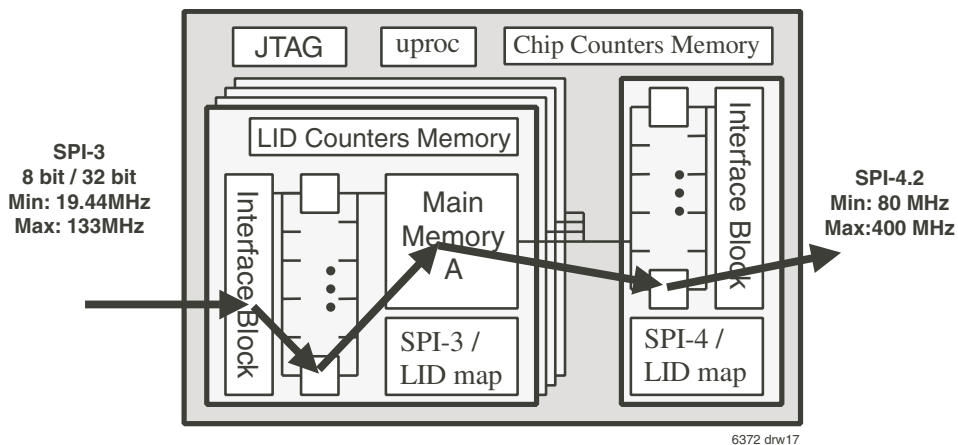 JTAG
uproc
Chip Counters Memory
LID Counters Memory
SPI-3
8 bit / 32 bit
Min: 19.44MHz
Max: 133MHz
Interface Block
Main
Memory
A
SPI-3 /
LID map
Interface Block
SPI-4 /
LID map
SPI-4.2
Min: 80 MHz
Max:400 MHz
6372 drw17